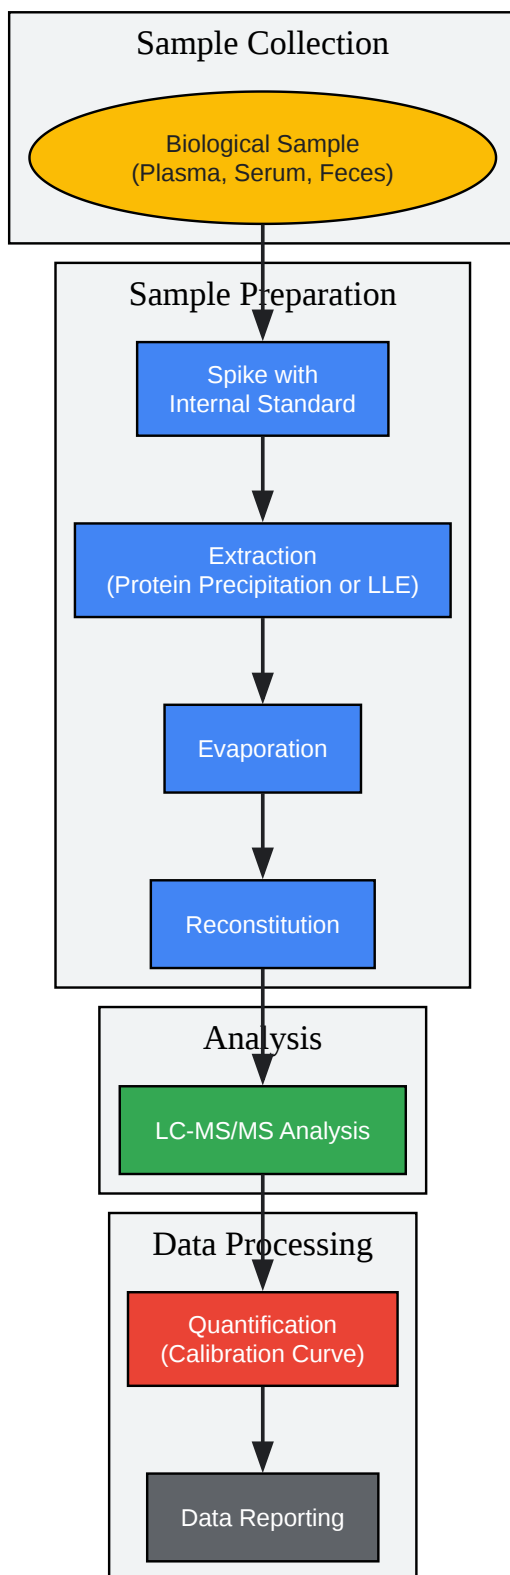 Sample Collection
Biological Sample
(Plasma, Serum, Feces)
Sample Preparation
Spike with
Internal Standard
Extraction
(Protein Precipitation or LLE)
Evaporation
Reconstitution
Analysis
LC-MS/MS Analysis
Data Processing
Quantification
(Calibration Curve)
Data Reporting